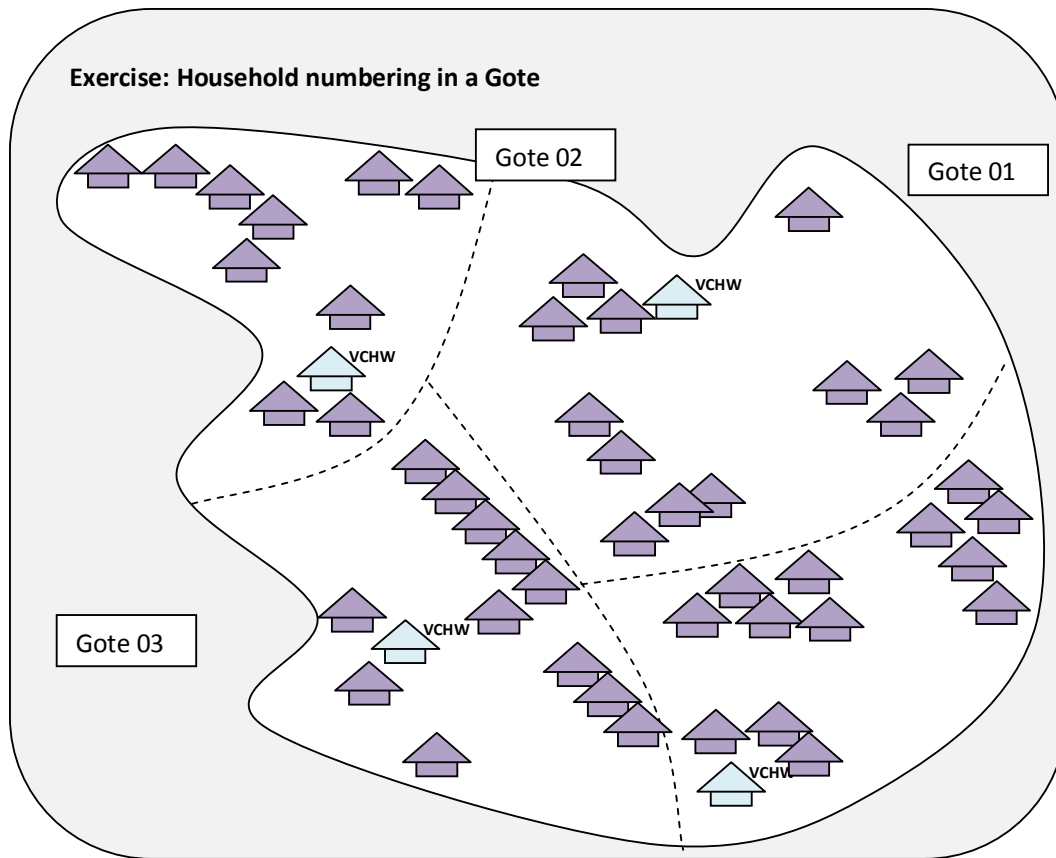 Exercise: Household numbering in a Gote
Gote 02
Gote 01
VCHW
VCHW
VCHW
Gote 03
VCHW